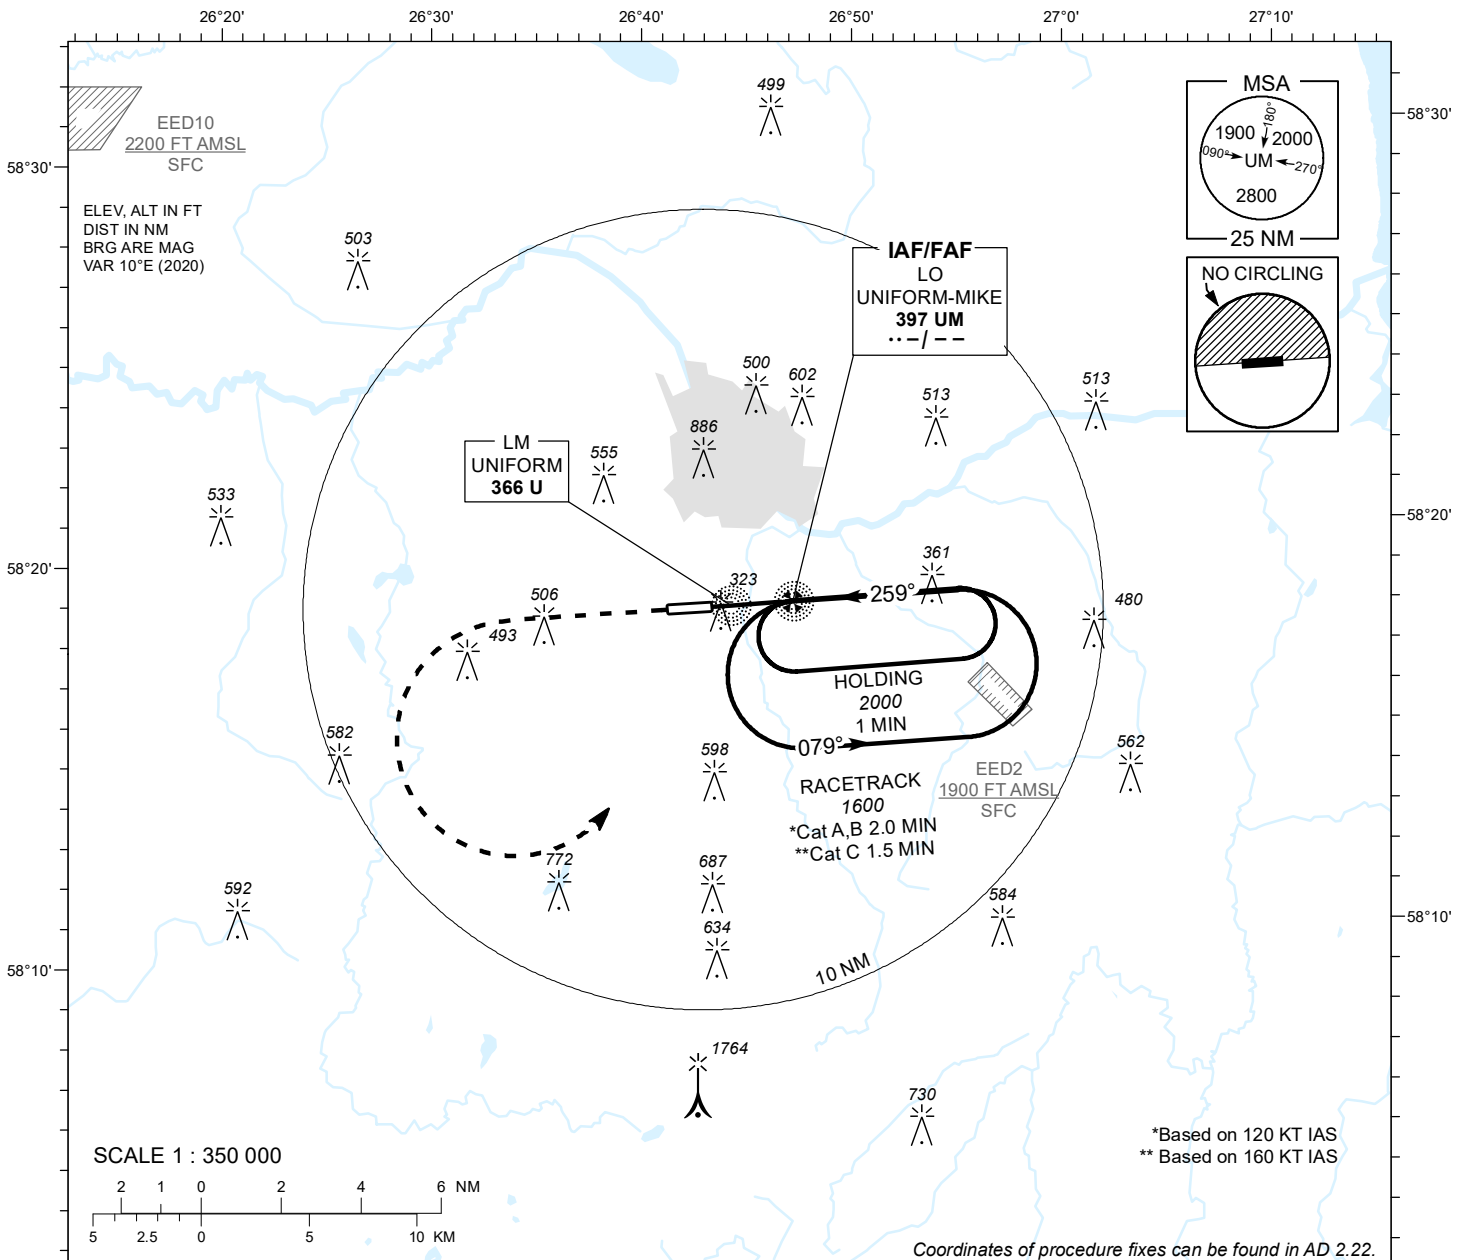 26°20'
26°30'
26°40'
26°50'
27°0'
27°10'
499
MSA
180°
1900
2000
090°
UM
270°
2800
25 NM
58°30'
EED10
2200 FT AMSL
SFC
58°30'
ELEV, ALT IN FT
DIST IN NM
BRG ARE MAG
VAR 10°E (2020)
503
IAF/FAF
LO
UNIFORM-MIKE
397 UM
··–/ – –
NO CIRCLING
500
602
513
513
886
LM
UNIFORM
366 U
555
533
58°20'
58°20'
361
323
506
259°
480
493
HOLDING
2000
1 MIN
582
079°
562
598
RACETRACK
1600
*Cat A,B 2.0 MIN
**Cat C 1.5 MIN
EED2
1900 FT AMSL
SFC
772
687
592
584
58°10'
634
58°10'
10 NM
1764
730
*Based on 120 KT IAS
** Based on 160 KT IAS
SCALE 1 : 350 000
2 1 0 2 4 6 NM
5 2.5 0 5 10 KM
Coordinates of procedure fixes can be found in AD 2.22.